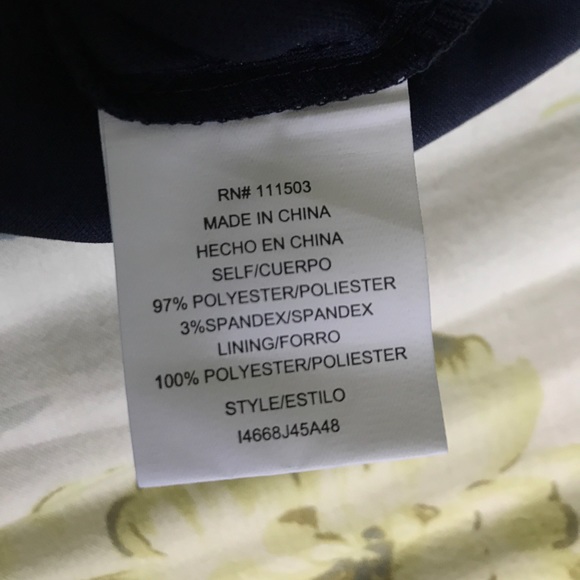 RN# 111503
MADE IN CHINA
HECHO EN CHINA
SELF/CUERPO
97% POLYESTER/POLIESTER
3%SPANDEX/SPANDEX
LINING/FORRO
100% POLYESTER/POLIESTER
STYLE/ESTILO
I4668J45A48